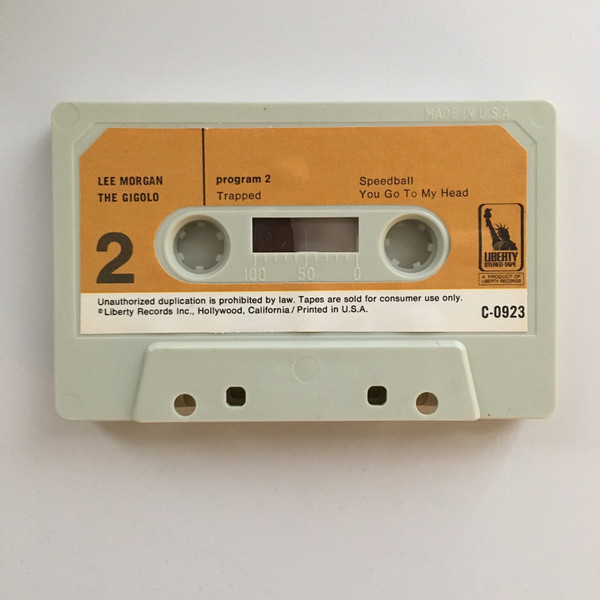 MADE IN U.S.A
LEE MORGAN
THE GIGOLO
program 2
Trapped
Speedball
You Go To My Head
2
100 50 0
LIBERTY
STEREO-TAPE
A PRODUCT OF
LIBERTY RECORDS
Unauthorized duplication is prohibited by law. Tapes are sold for consumer use only.
©Liberty Records Inc., Hollywood, California/Printed in U.S.A.
C-0923